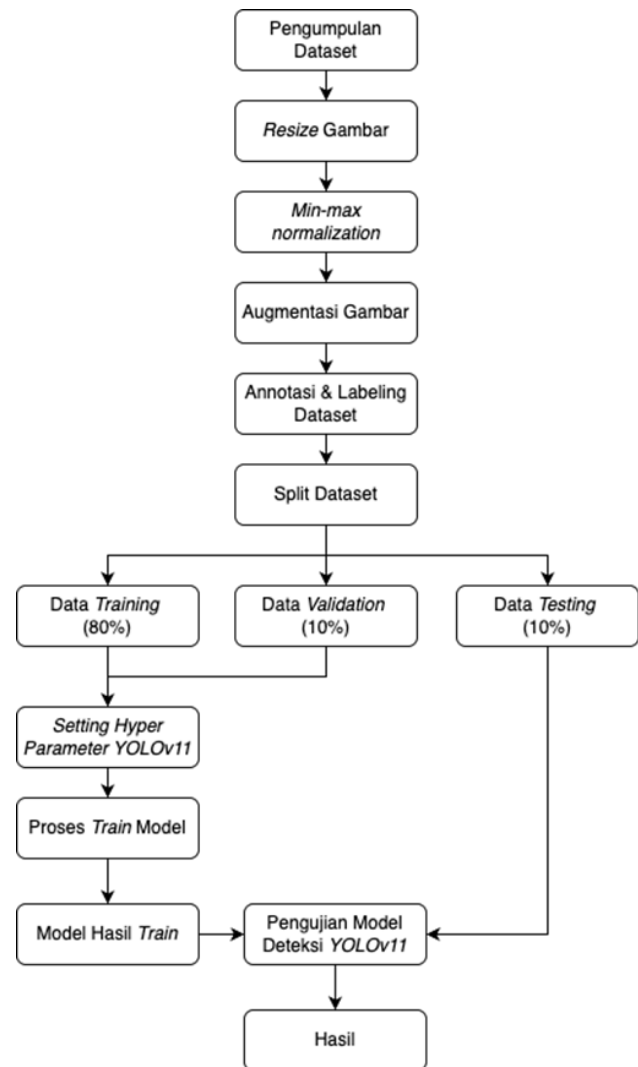 Pengumpulan
Dataset
Resize Gambar
Min-max
normalization
Augmentasi Gambar
Annotasi & Labeling
Dataset
Split Dataset
Data Training
(80%)
Data Validation
(10%)
Data Testing
(10%)
Setting Hyper
Parameter YOLOv11
Proses Train Model
Model Hasil Train
Pengujian Model
Deteksi YOLOv11
Hasil